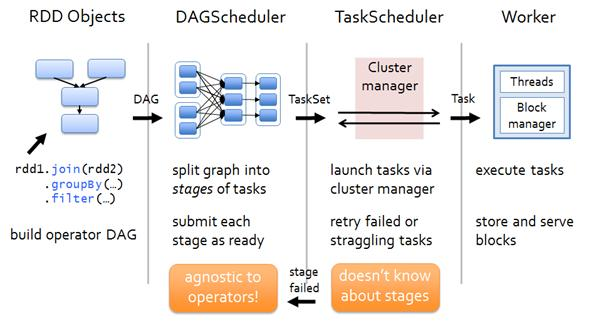 RDD Objects
DAGScheduler
TaskScheduler
Worker
DAG
TaskSet
Cluster
manager
Task
Threads
Block
manager
rdd1.join(rdd2)
.groupBy(…)
.filter(…)
build operator DAG
split graph into
stages of tasks
submit each
stage as ready
launch tasks via
cluster manager
retry failed or
straggling tasks
execute tasks
store and serve
blocks
agnostic to
operators!
stage
failed
doesn't know
about stages